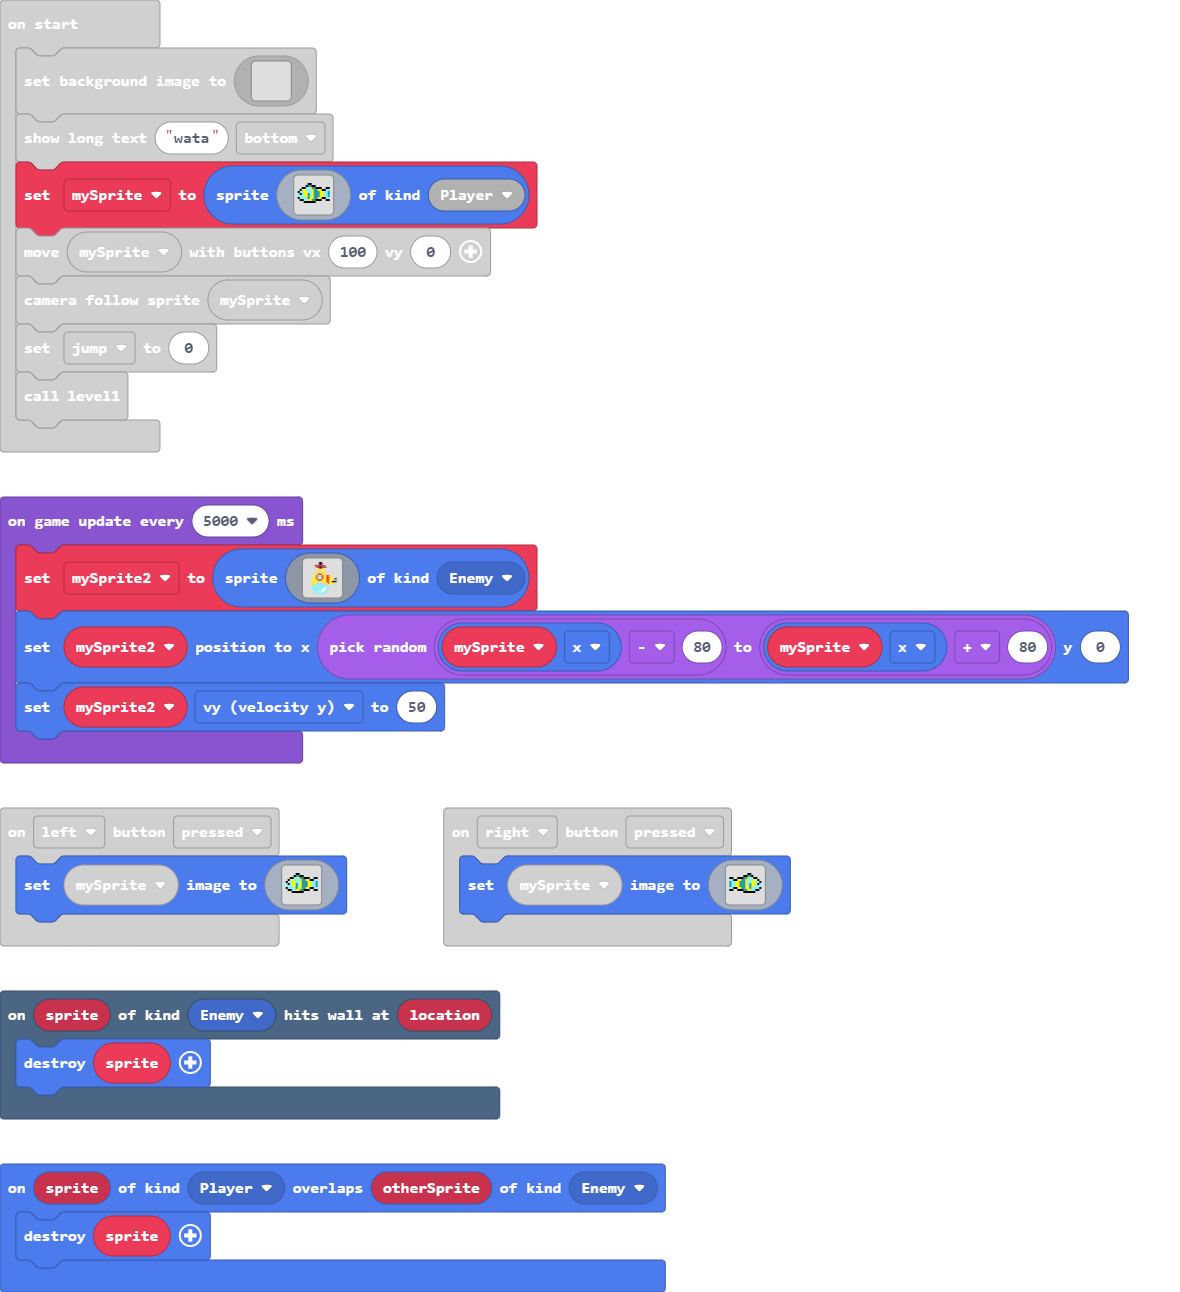 on start
set background image to
show long text "wata" bottom
set mySprite to sprite of kind Player
move mySprite with buttons vx 100 vy 0
camera follow sprite mySprite
set jump to 0
call level1
on game update every 5000 ms
set mySprite2 to sprite of kind Enemy
set mySprite2 position to x pick random mySprite x - 80 to mySprite x + 80 y 0
set mySprite2 vy (velocity y) to 50
on left button pressed
set mySprite image to
on right button pressed
set mySprite image to
on sprite of kind Enemy hits wall at location
destroy sprite
on sprite of kind Player overlaps otherSprite of kind Enemy
destroy sprite